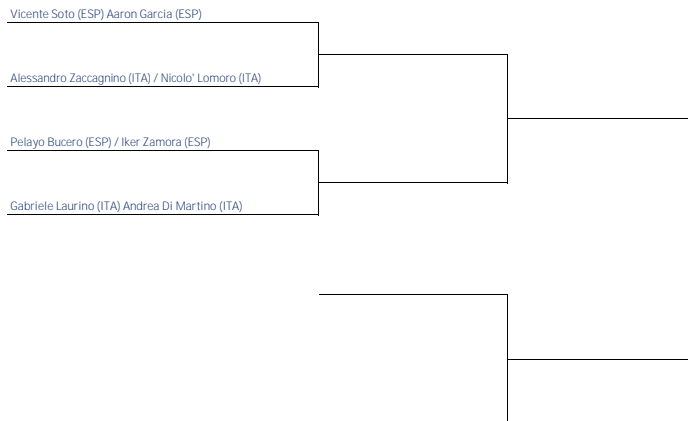 Vicente Soto (ESP) Aaron Garcia (ESP)
Alessandro Zaccagnino (ITA) / Nicolo' Lomoro (ITA)
Pelayo Bucero (ESP) / Iker Zamora (ESP)
Gabriele Laurino (ITA) Andrea Di Martino (ITA)